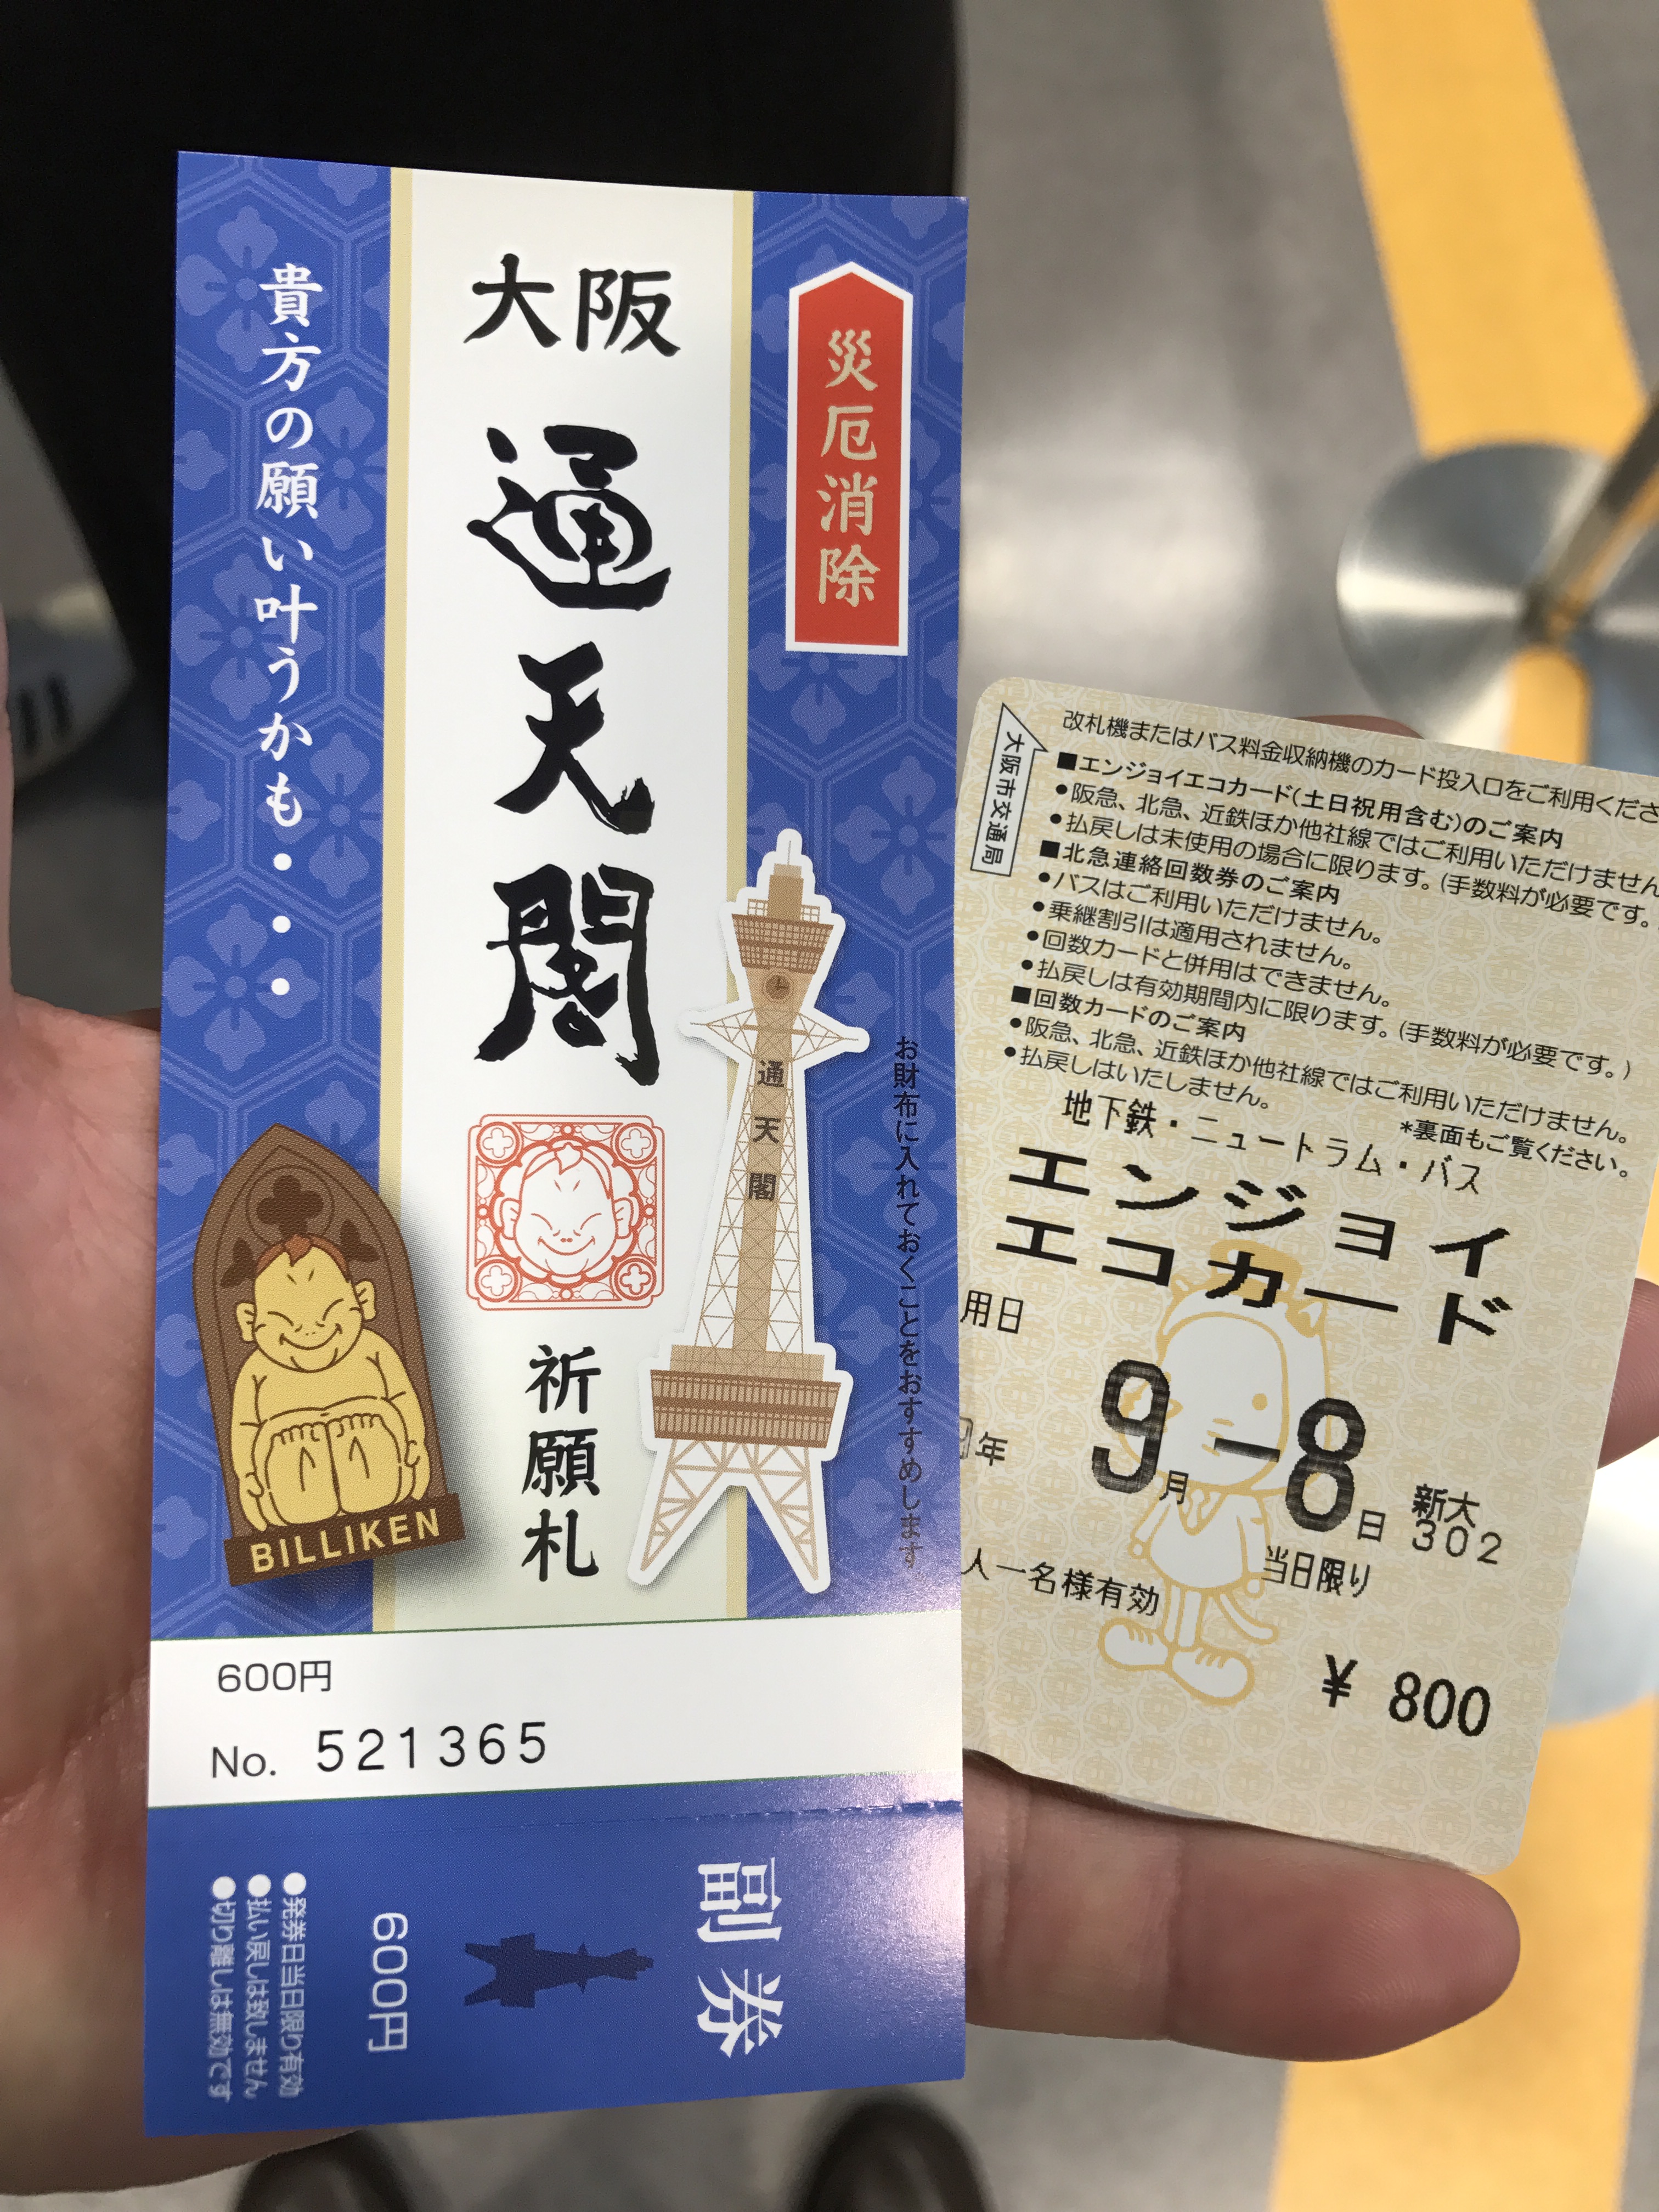 災厄消除
大阪
通天閣
祈願札
貴方の願い叶うかも・・・
通天閣
お財布に入れておくことをおすすめします
BILLIKEN
600円
No. 521365
副券
600円
●発券日当日限り有効
●払い戻しは致しません
●切り離しは無効です
大阪市交通局
改札機またはバス料金収納機のカード投入口をご利用くださ
■エンジョイエコカード(土日祝用含む)のご案内
●阪急、北急、近鉄ほか他社線ではご利用いただけません
●払戻しは未使用の場合に限ります。(手数料が必要です。
■北急連絡回数券のご案内
●バスはご利用いただけません。
●乗継割引は適用されません。
●回数カードと併用はできません。
●払戻しは有効期間内に限ります。(手数料が必要です。)
■回数カードのご案内
●阪急、北急、近鉄ほか他社線ではご利用いただけません。
●払戻しはいたしません。
*裏面もご覧ください。
地下鉄・ニュートラム・バス
エンジョイ
エコカード
用日
年 9月-8日
新大
302
人一名様有効
当日限り
¥ 800